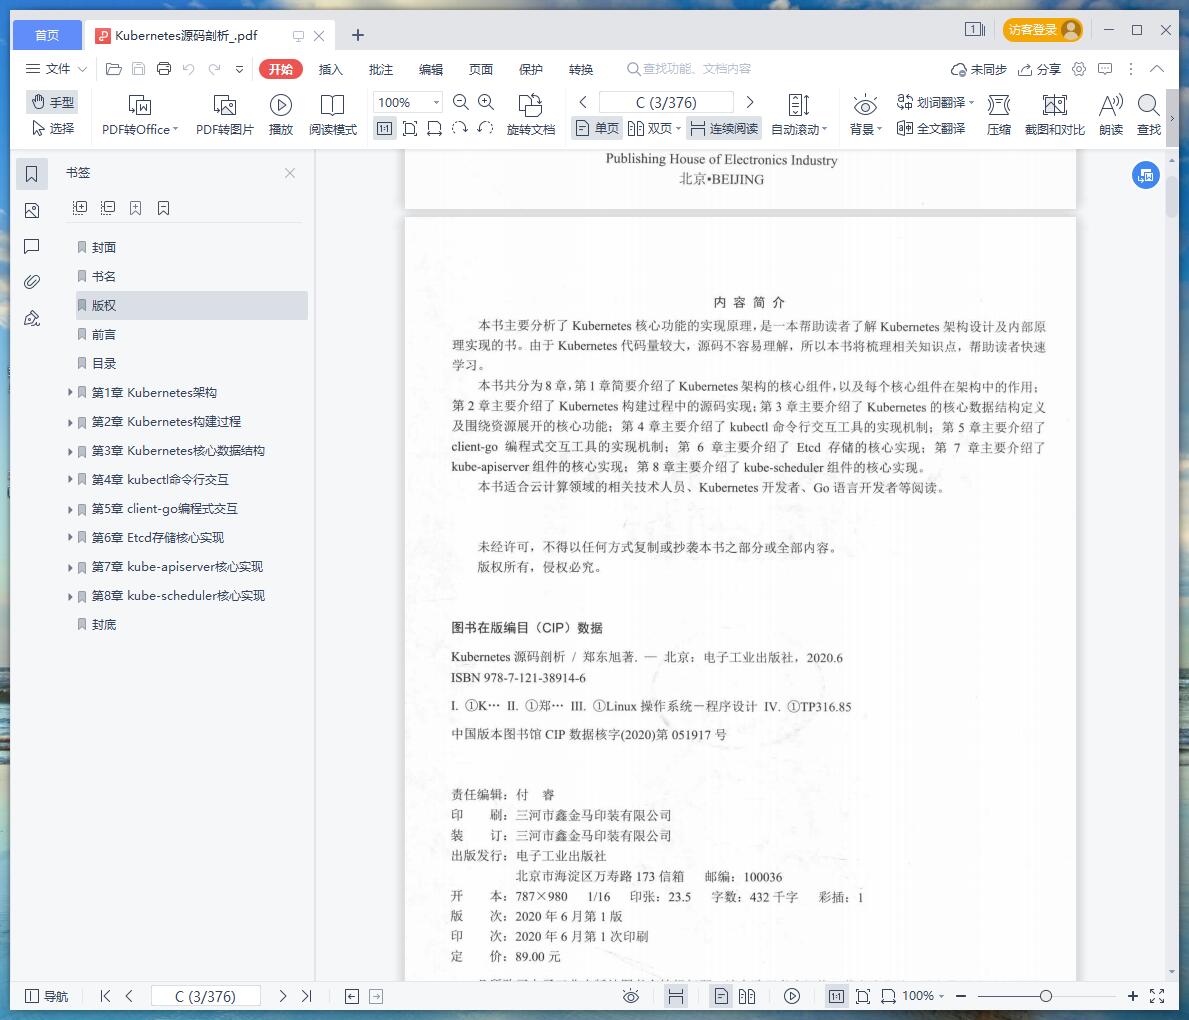 首页
Kubernetes源码剖析_.pdf
1
访客登录
文件
开始
插入
批注
编辑
页面
保护
转换
查找功能、文档内容
未同步
分享
手型
选择
PDF转Office
PDF转图片
播放
阅读模式
100%
1:1
旋转文档
C (3/376)
单页
双页
连续阅读
自动滚动
背景
划词翻译
全文翻译
压缩
截图和对比
朗读
查找
书签
封面
书名
版权
前言
目录
第1章 Kubernetes架构
第2章 Kubernetes构建过程
第3章 Kubernetes核心数据结构
第4章 kubectl命令行交互
第5章 client-go编程式交互
第6章 Etcd存储核心实现
第7章 kube-apiserver核心实现
第8章 kube-scheduler核心实现
封底
Publishing House of Electronics Industry
北京•BEIJING
内 容 简 介
本书主要分析了 Kubernetes 核心功能的实现原理，是一本帮助读者了解 Kubernetes 架构设计及内部原
理实现的书。由于 Kubernetes 代码量较大，源码不容易理解，所以本书将梳理相关知识点，帮助读者快速
学习。
本书共分为 8 章，第 1 章简要介绍了 Kubernetes 架构的核心组件，以及每个核心组件在架构中的作用；
第 2 章主要介绍了 Kubernetes 构建过程中的源码实现；第 3 章主要介绍了 Kubernetes 的核心数据结构定义
及围绕资源展开的核心功能；第 4 章主要介绍了 kubectl 命令行交互工具的实现机制；第 5 章主要介绍了
client-go 编程式交互工具的实现机制；第 6 章主要介绍了 Etcd 存储的核心实现；第 7 章主要介绍了
kube-apiserver 组件的核心实现；第 8 章主要介绍了 kube-scheduler 组件的核心实现。
本书适合云计算领域的相关技术人员、Kubernetes 开发者、Go 语言开发者等阅读。
未经许可，不得以任何方式复制或抄袭本书之部分或全部内容。
版权所有，侵权必究。
图书在版编目（CIP）数据
Kubernetes 源码剖析 / 郑东旭著. — 北京：电子工业出版社，2020.6
ISBN 978-7-121-38914-6
I. ①K… II. ①郑… III. ①Linux 操作系统－程序设计 IV. ①TP316.85
中国版本图书馆 CIP 数据核字(2020)第 051917 号
责任编辑：付 睿
印 刷：三河市鑫金马印装有限公司
装 订：三河市鑫金马印装有限公司
出版发行：电子工业出版社
北京市海淀区万寿路 173 信箱 邮编：100036
开 本：787×980 1/16 印张：23.5 字数：432 千字 彩插：1
版 次：2020 年 6 月第 1 版
印 次：2020 年 6 月第 1 次印刷
定 价：89.00 元
导航
C (3/376)
1:1
100%